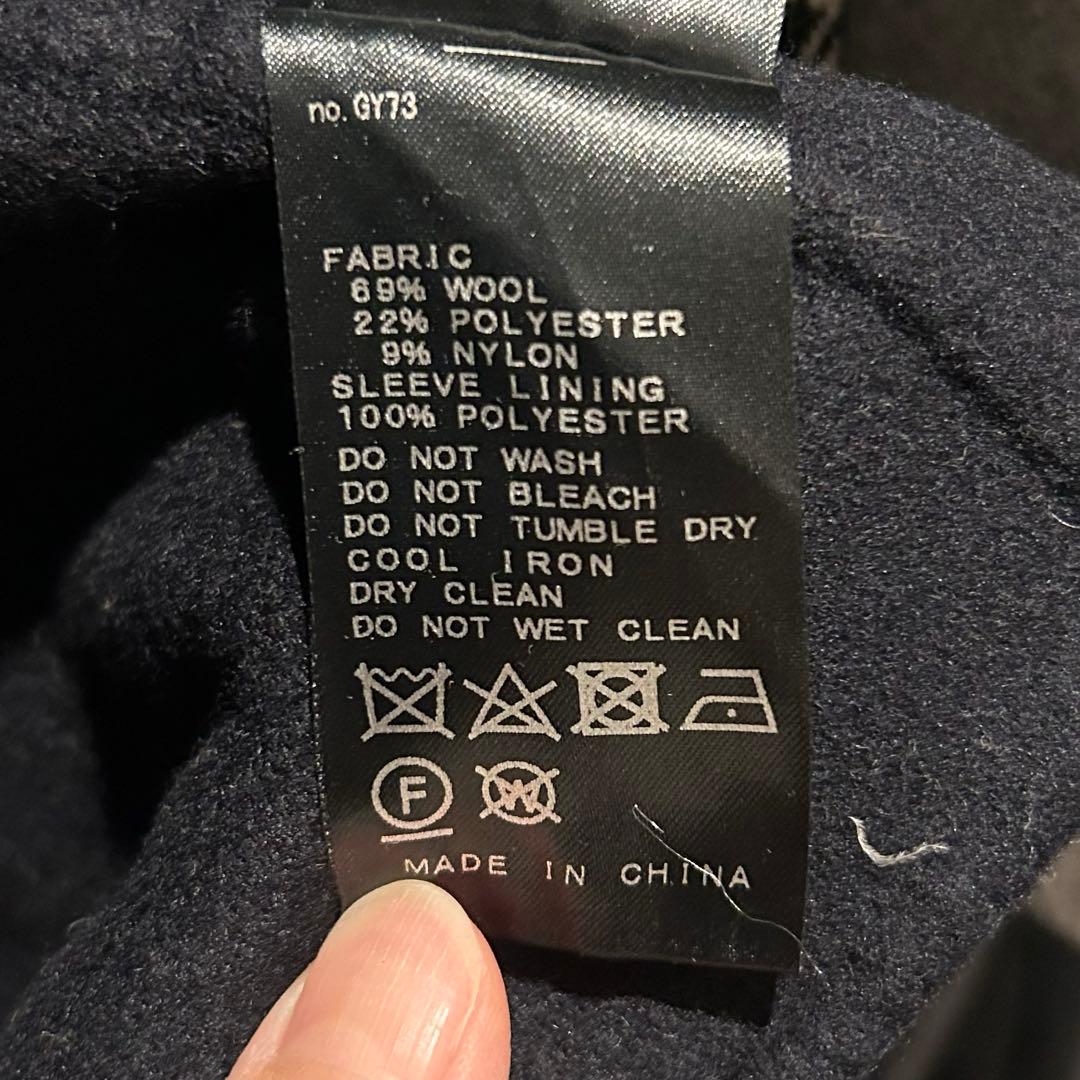 no. GY73
FABRIC
69% WOOL
22% POLYESTER
9% NYLON
SLEEVE LINING
100% POLYESTER
DO NOT WASH
DO NOT BLEACH
DO NOT TUMBLE DRY
COOL IRON
DRY CLEAN
DO NOT WET CLEAN
F W
MADE IN CHINA